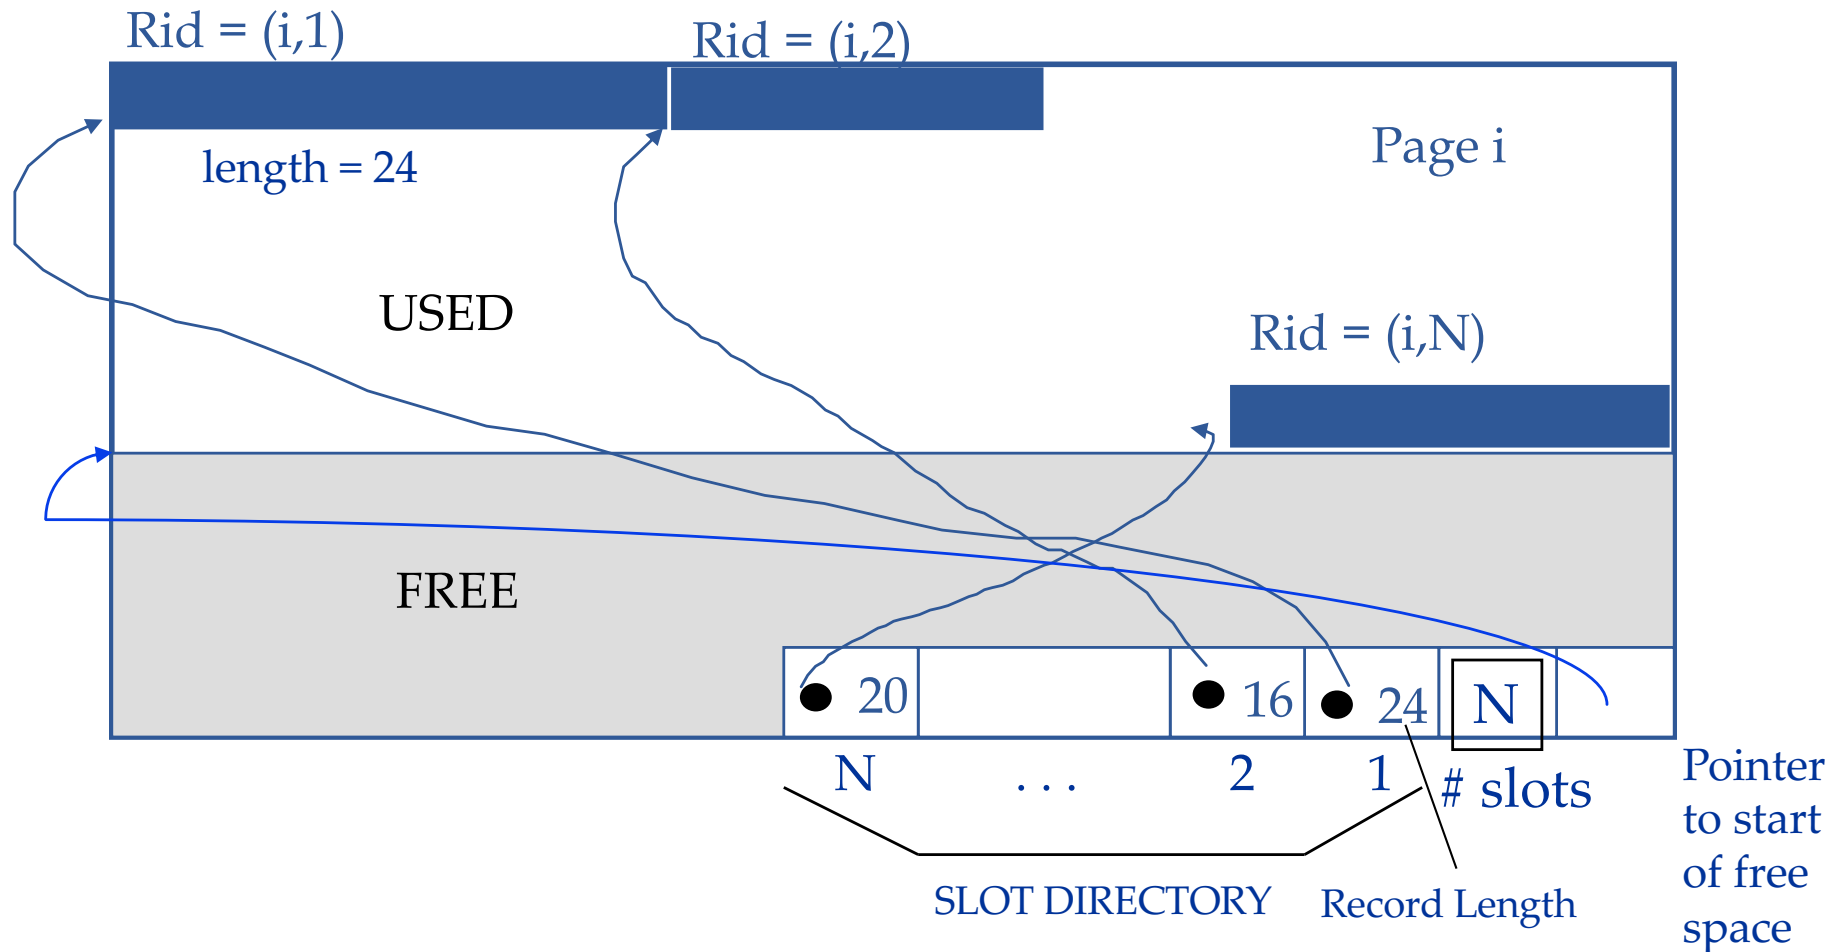 Rid = (i,1)
Rid = (i,2)
Page i
length = 24
USED
Rid = (i,N)
FREE
20
16
24
N
N
. . .
2
1
# slots
Pointer
to start
of free
space
SLOT DIRECTORY
Record Length